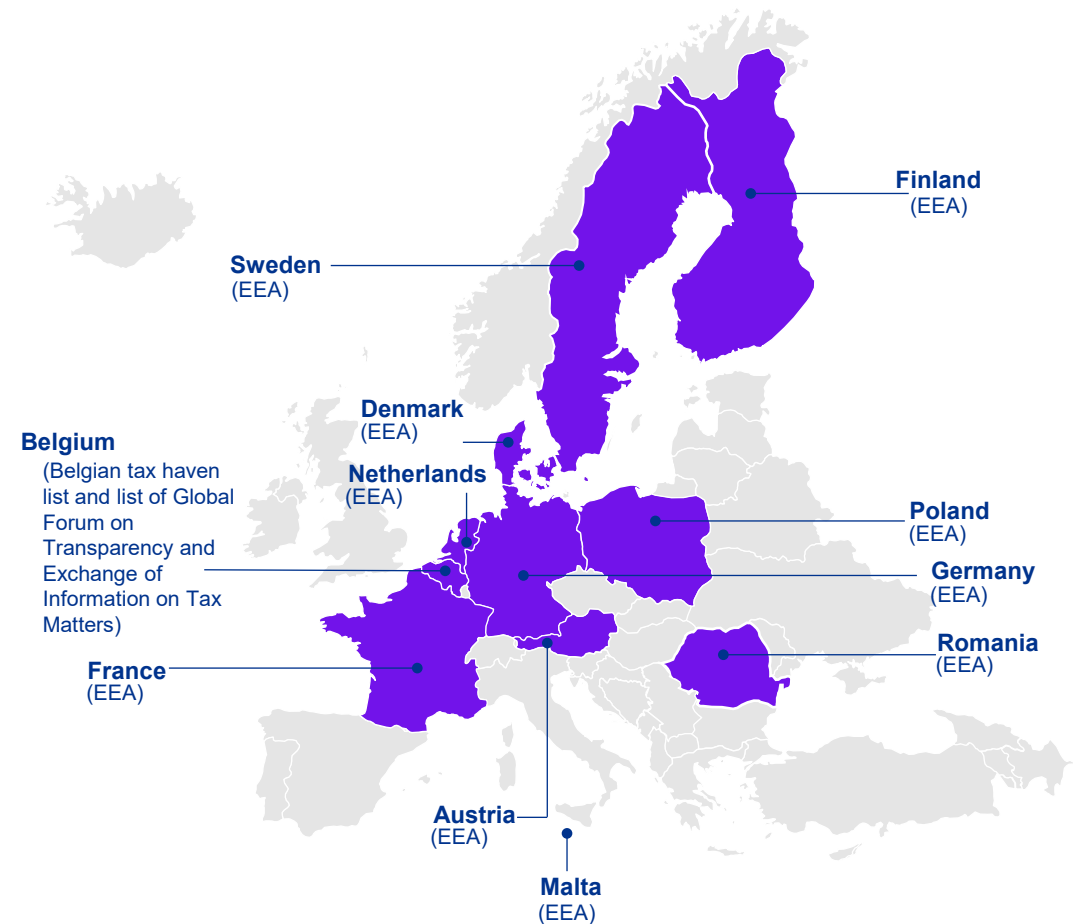 Finland
(EEA)
Sweden
(EEA)
Denmark
(EEA)
Belgium
(Belgian tax haven
list and list of Global
Forum on
Transparency and
Exchange of
Information on Tax
Matters)
Netherlands
(EEA)
Poland
(EEA)
Germany
(EEA)
Romania
(EEA)
France
(EEA)
Austria
(EEA)
Malta
(EEA)